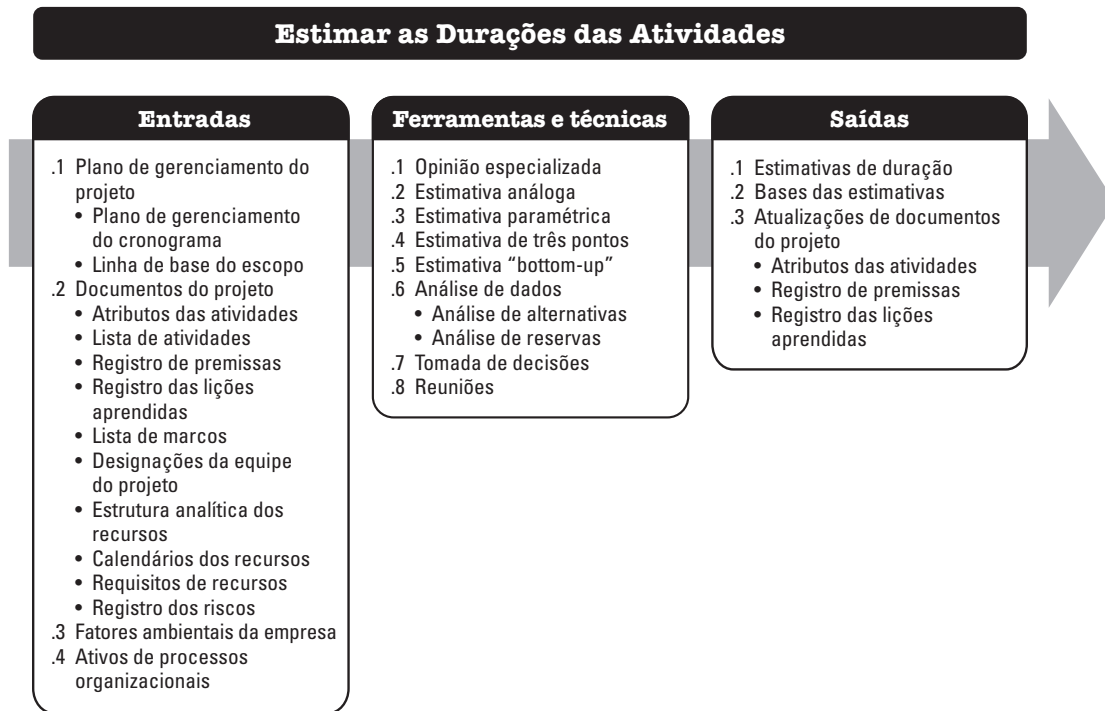 Estimar as Durações das Atividades
Entradas
.1 Plano de gerenciamento do
projeto
• Plano de gerenciamento
do cronograma
• Linha de base do escopo
.2 Documentos do projeto
• Atributos das atividades
• Lista de atividades
• Registro de premissas
• Registro das lições
aprendidas
• Lista de marcos
• Designações da equipe
do projeto
• Estrutura analítica dos
recursos
• Calendários dos recursos
• Requisitos de recursos
• Registro dos riscos
.3 Fatores ambientais da empresa
.4 Ativos de processos
organizacionais
Ferramentas e técnicas
.1 Opinião especializada
.2 Estimativa análoga
.3 Estimativa paramétrica
.4 Estimativa de três pontos
.5 Estimativa “bottom-up”
.6 Análise de dados
• Análise de alternativas
• Análise de reservas
.7 Tomada de decisões
.8 Reuniões
Saídas
.1 Estimativas de duração
.2 Bases das estimativas
.3 Atualizações de documentos
do projeto
• Atributos das atividades
• Registro de premissas
• Registro das lições
aprendidas